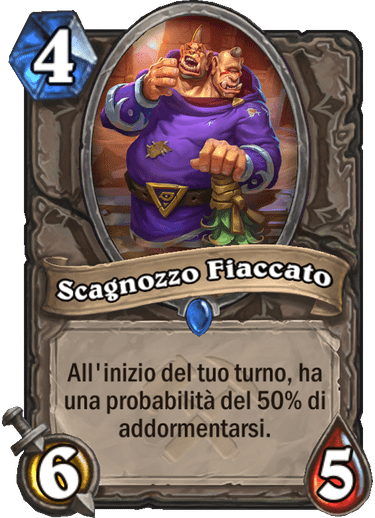 4
Scagnozzo Fiaccato
All'inizio del tuo turno, ha
una probabilità del 50% di
addormentarsi.
6
5